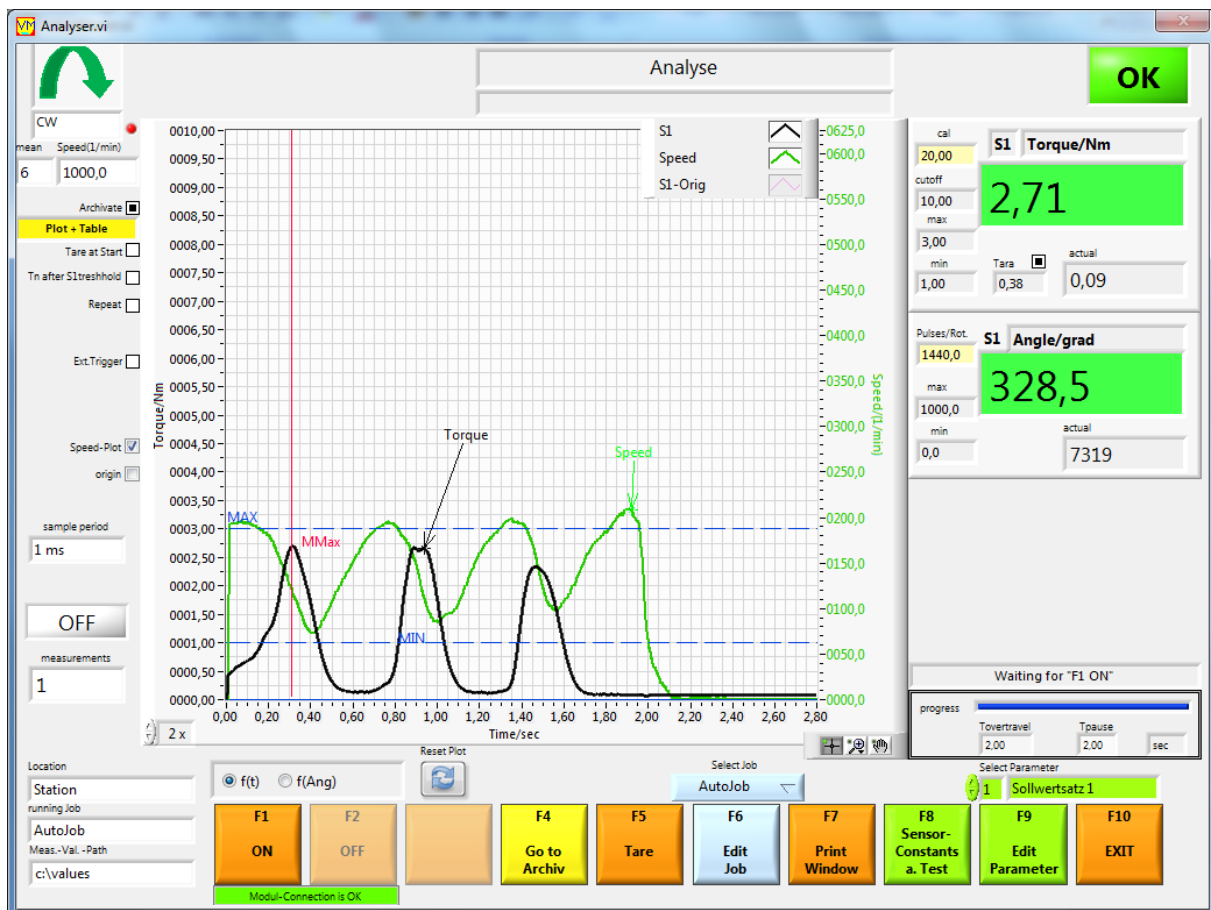 VM Analyser.vi
x
Analyse
OK
CW
mean Speed(1/min)
6 1000,0
Archivate
Plot + Table
Tare at Start
Tn after S1treshhold
Repeat
Ext.Trigger
Speed-Plot
origin
sample period
1 ms
OFF
measurements
1
S1
Speed
S1-Orig
0010,00
0009,50
0009,00
0008,50
0008,00
0007,50
0007,00
0006,50
0006,00
0005,50
0005,00
0004,50
0004,00
0003,50
0003,00
0002,50
0002,00
0001,50
0001,00
0000,50
0000,00
Torque/Nm
0,00 0,20 0,40 0,60 0,80 1,00 1,20 1,40 1,60 1,80 2,00 2,20 2,40 2,60 2,80
Time/sec
2 x
MAX
MMax
MIN
Torque
Speed
0625,0
0600,0
0550,0
0500,0
0450,0
0400,0
0350,0
0300,0
0250,0
0200,0
0150,0
0100,0
0050,0
0000,0
Speed/(1/min)
cal
20,00
cutoff
10,00
max
3,00
min
1,00
S1 Torque/Nm
2,71
Tara
0,38
actual
0,09
Pulses/Rot.
1440,0
max
1000,0
min
0,0
S1 Angle/grad
328,5
actual
7319
Waiting for "F1 ON"
progress
Tovertravel Tpause
2,00 2,00 sec
Reset Plot
Select Job
AutoJob
Select Parameter
1 Sollwertsatz 1
Location
Station
running Job
AutoJob
Meas.-Val. -Path
c:\values
f(t) f(Ang)
F1
ON
F2
OFF
F4
Go to
Archiv
F5
Tare
F6
Edit
Job
F7
Print
Window
F8
Sensor-
Constants
a. Test
F9
Edit
Parameter
F10
EXIT
Modul-Connection is OK